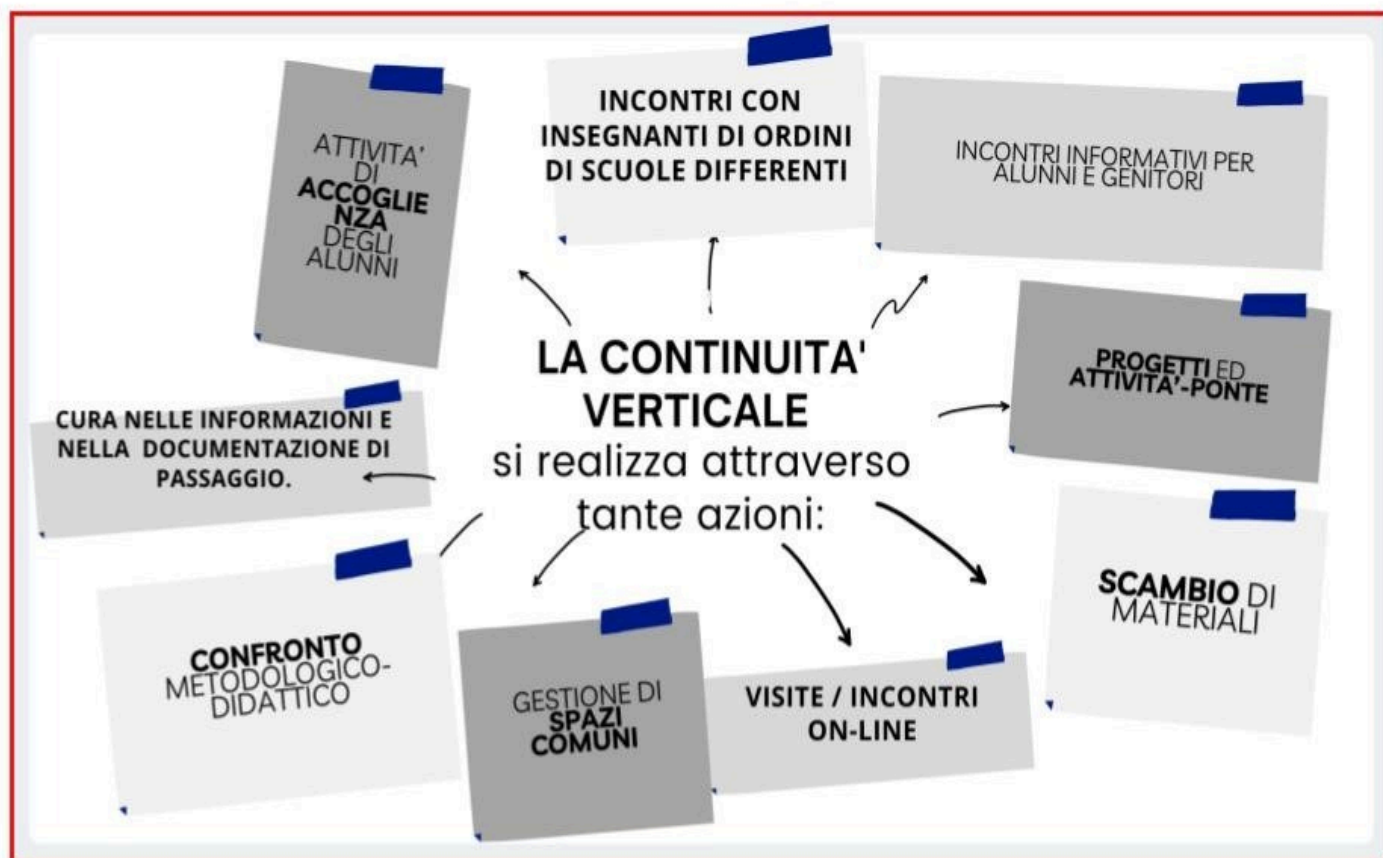 ATTIVITA'
DI
ACCOGLIE
NZA
DEGLI
ALUNNI
INCONTRI CON
INSEGNANTI DI ORDINI
DI SCUOLE DIFFERENTI
INCONTRI INFORMATIVI PER
ALUNNI E GENITORI
LA CONTINUITA'
VERTICALE
si realizza attraverso
tante azioni:
PROGETTI ED
ATTIVITA'-PONTE
CURA NELLE INFORMAZIONI E
NELLA DOCUMENTAZIONE DI
PASSAGGIO.
SCAMBIO DI
MATERIALI
CONFRONTO
METODOLOGICO-
DIDATTICO
GESTIONE DI
SPAZI
COMUNI
VISITE / INCONTRI
ON-LINE